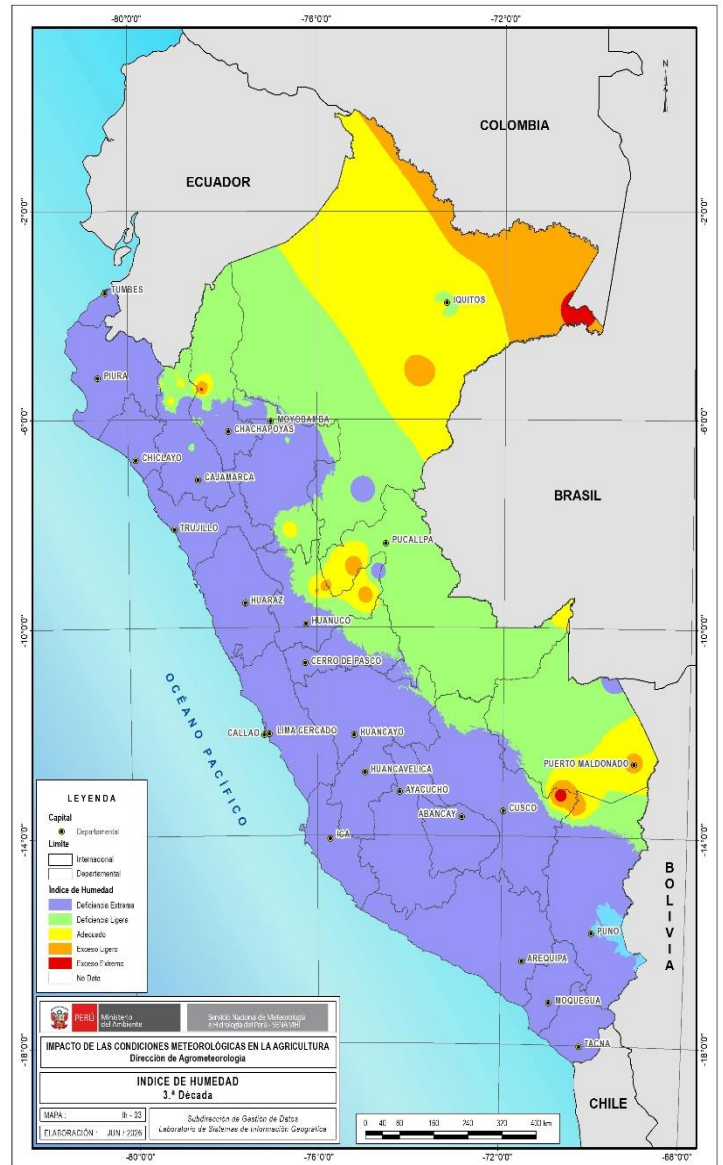 -80°0'0"
-76°0'0"
-72°0'0"
N
COLOMBIA
ECUADOR
-2°0'0"
-2°0'0"
TUMBES
IQUITOS
PIURA
-6°0'0"
-6°0'0"
MOYOBAMBA
CHACHAPOYAS
CHICLAYO
CAJAMARCA
BRASIL
TRUJILLO
PUCALLPA
HUARAZ
HUANUCO
-10°0'0"
-10°0'0"
CERRO DE PASCO
OCÉANO PACÍFICO
CALLAO
LIMA CERCADO
HUANCAYO
PUERTO MALDONADO
HUANCAVELICA
AYACUCHO
ABANCAY
CUSCO
ICA
-14°0'0"
-14°0'0"
BOLIVIA
PUNO
AREQUIPA
MOQUEGUA
TACNA
-18°0'0"
-18°0'0"
CHILE
LEYENDA
Capital
Departamental
Limite
Internacional
Departamental
Índice de Humedad
Deficiencia Extrema
Deficiencia Ligera
Adecuado
Exceso Ligero
Exceso Extremo
No Data
PERÚ
Ministerio
del Ambiente
Servicio Nacional de Meteorología
e Hidrología del Perú - SENAMHI
IMPACTO DE LAS CONDICIONES METEOROLÓGICAS EN LA AGRICULTURA
Dirección de Agrometeorología
INDICE DE HUMEDAD
3.ª Década
MAPA : Ih - 03
ELABORACIÓN : JUN / 2026
Subdirección de Gestión de Datos
Laboratorio de Sistemas de Información Geográfica
0 40 80 160 240 320 400 km
-80°0'0"
-76°0'0"
-72°0'0"
-68°0'0"